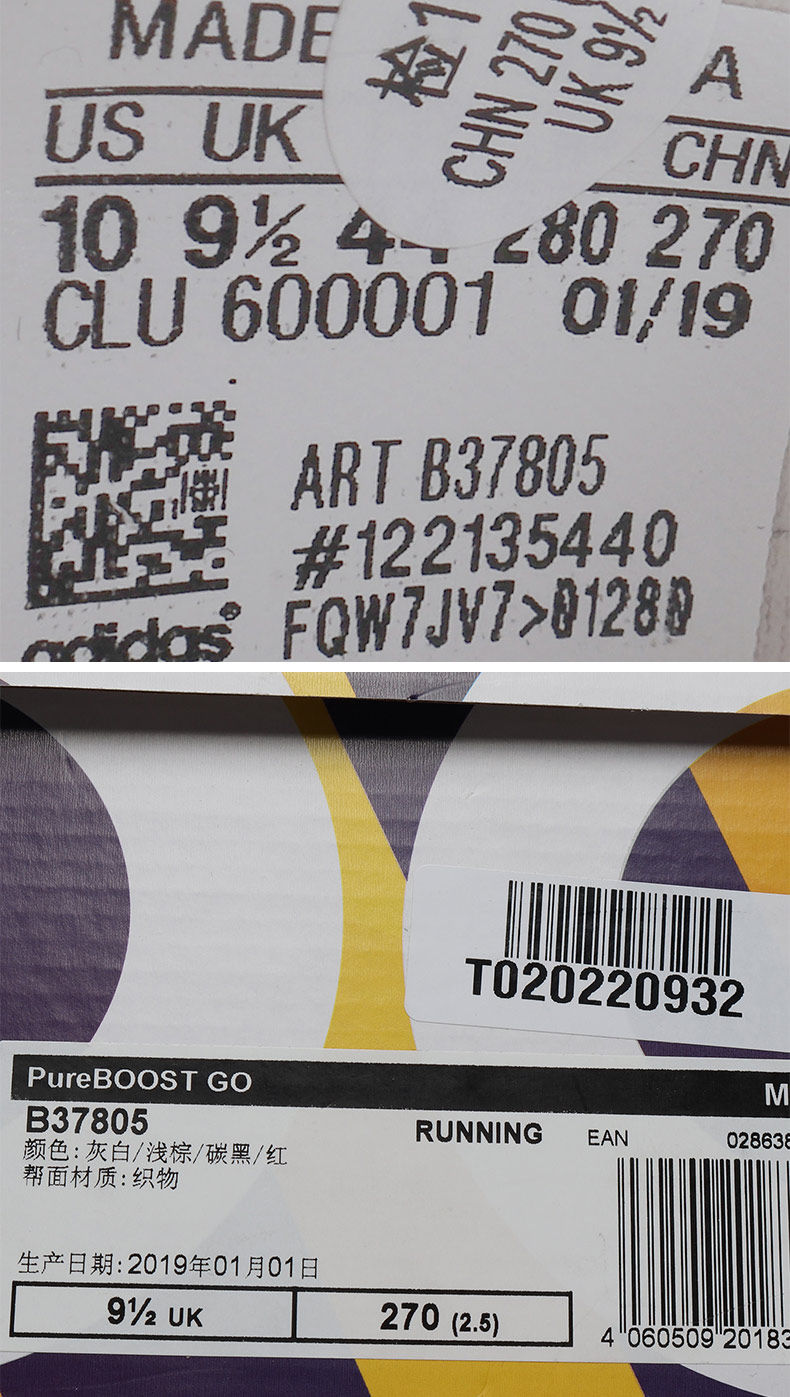 MADE
检 1
CHN 270
UK 9½
A
US UK
CHN
10 9½ 44 280 270
CLU 600001 01/19
ART B37805
#122135440
FQW7JV7>01280
adidas®
T020220932
PureBOOST GO
M
B37805
RUNNING
EAN
028638
颜色:灰白/浅棕/碳黑/红
帮面材质:织物
生产日期:2019年01月01日
9½ UK
270 (2.5)
4 060509 20183